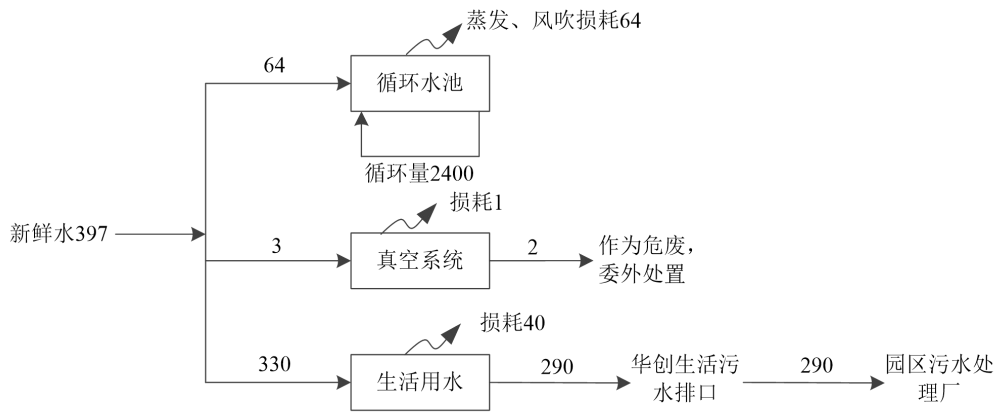 蒸发、风吹损耗64
64
循环水池
循环量2400
损耗1
新鲜水397
3
真空系统
2
作为危废，
委外处置
损耗40
330
生活用水
290
华创生活污
水排口
290
园区污水处
理厂